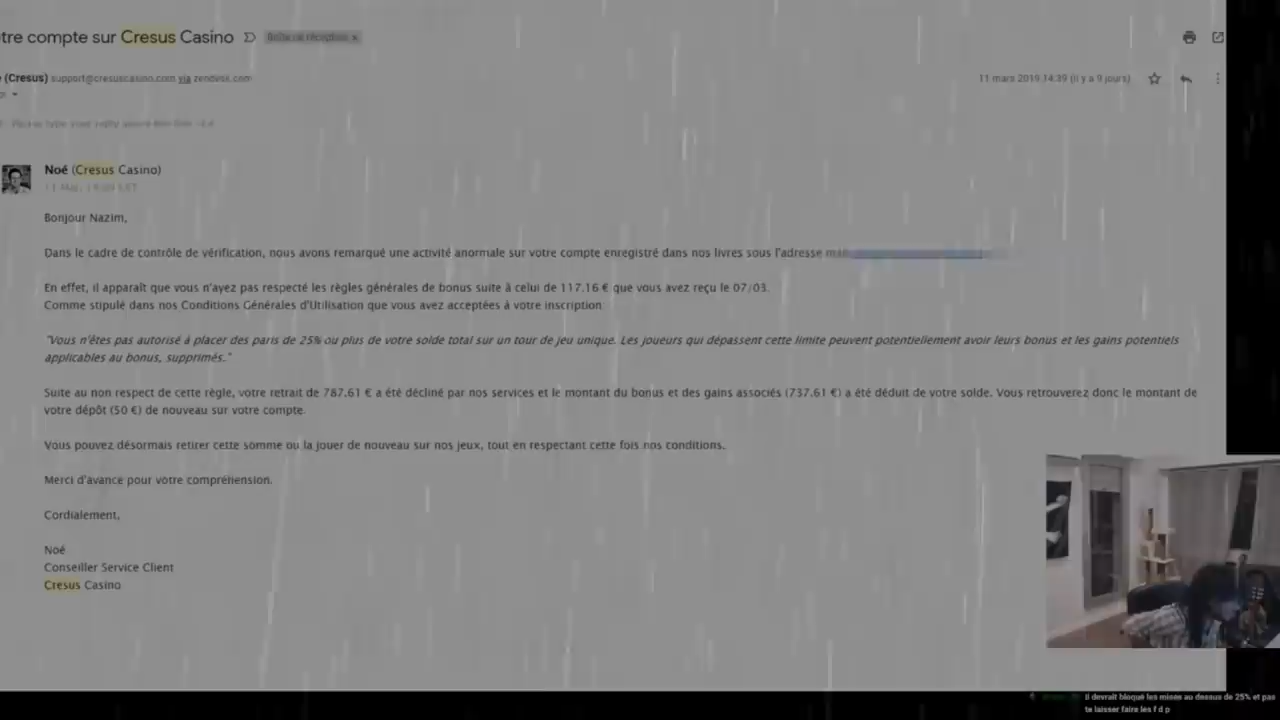 tre compte sur Cresus Casino Boîte de réception ×
(Cresus) support@cresuscasino.com via zendesk.com 11 mars 2019 14:39 (il y a 9 jours)
Please type your reply above this line
Noé (Cresus Casino)
Bonjour Nazim,
Dans le cadre de contrôle de vérification, nous avons remarqué une activité anormale sur votre compte enregistré dans nos livres sous l'adresse
En effet, il apparaît que vous n'ayez pas respecté les règles générales de bonus suite à celui de 117.16 € que vous avez reçu le 07/03.
Comme stipulé dans nos Conditions Générales d'Utilisation que vous avez acceptées à votre inscription
"Vous n'êtes pas autorisé à placer des paris de 25% ou plus de votre solde total sur un tour de jeu unique. Les joueurs qui dépassent cette limite peuvent potentiellement avoir leurs bonus et les gains potentiels
applicables au bonus, supprimés."
Suite au non respect de cette règle, votre retrait de 787.61 € a été décliné par nos services et le montant du bonus et des gains associés (737.61 €) a été déduit de votre solde. Vous retrouverez donc le montant de
votre dépôt (50 €) de nouveau sur votre compte.
Vous pouvez désormais retirer cette somme ou la jouer de nouveau sur nos jeux, tout en respectant cette fois nos conditions.
Merci d'avance pour votre compréhension.
Cordialement,
Noé
Conseiller Service Client
Cresus Casino
Il devrait bloqué les mises au dessus de 25% et pas
te laisser faire les f d p